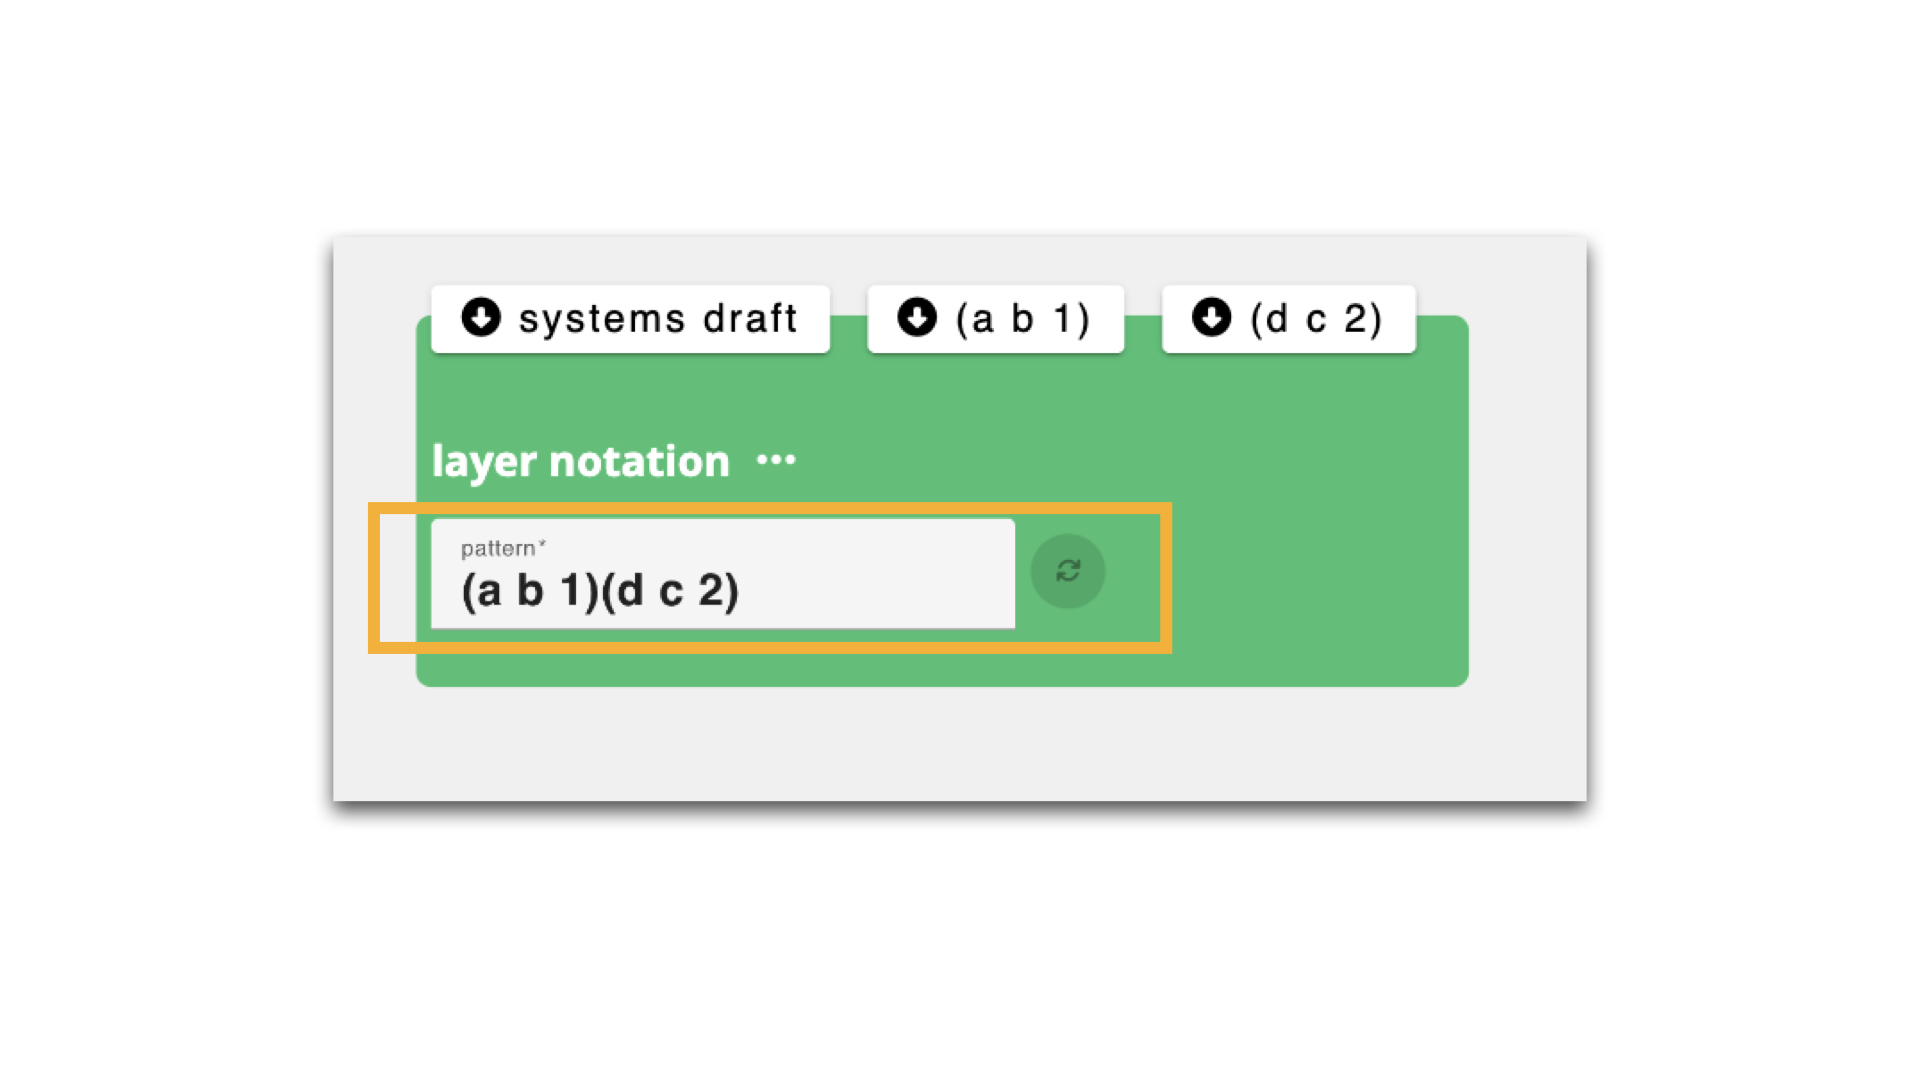 systems draft
(a b 1)
(d c 2)
layer notation ...
pattern*
(a b 1)(d c 2)